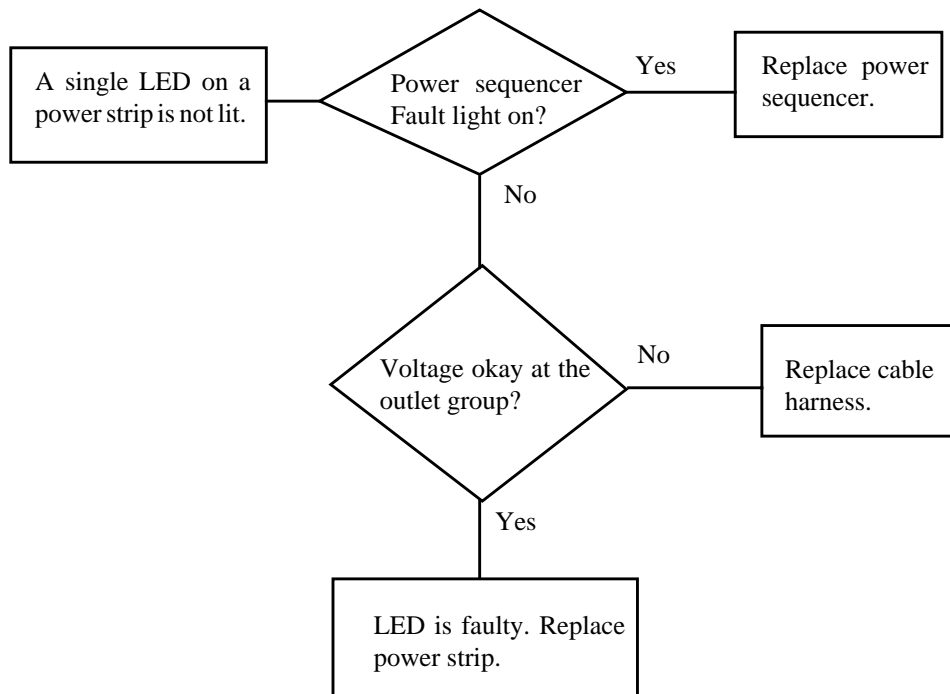 A single LED on a
power strip is not lit.
Power sequencer
Fault light on?
Yes
Replace power
sequencer.
No
Voltage okay at the
outlet group?
No
Replace cable
harness.
Yes
LED is faulty. Replace
power strip.